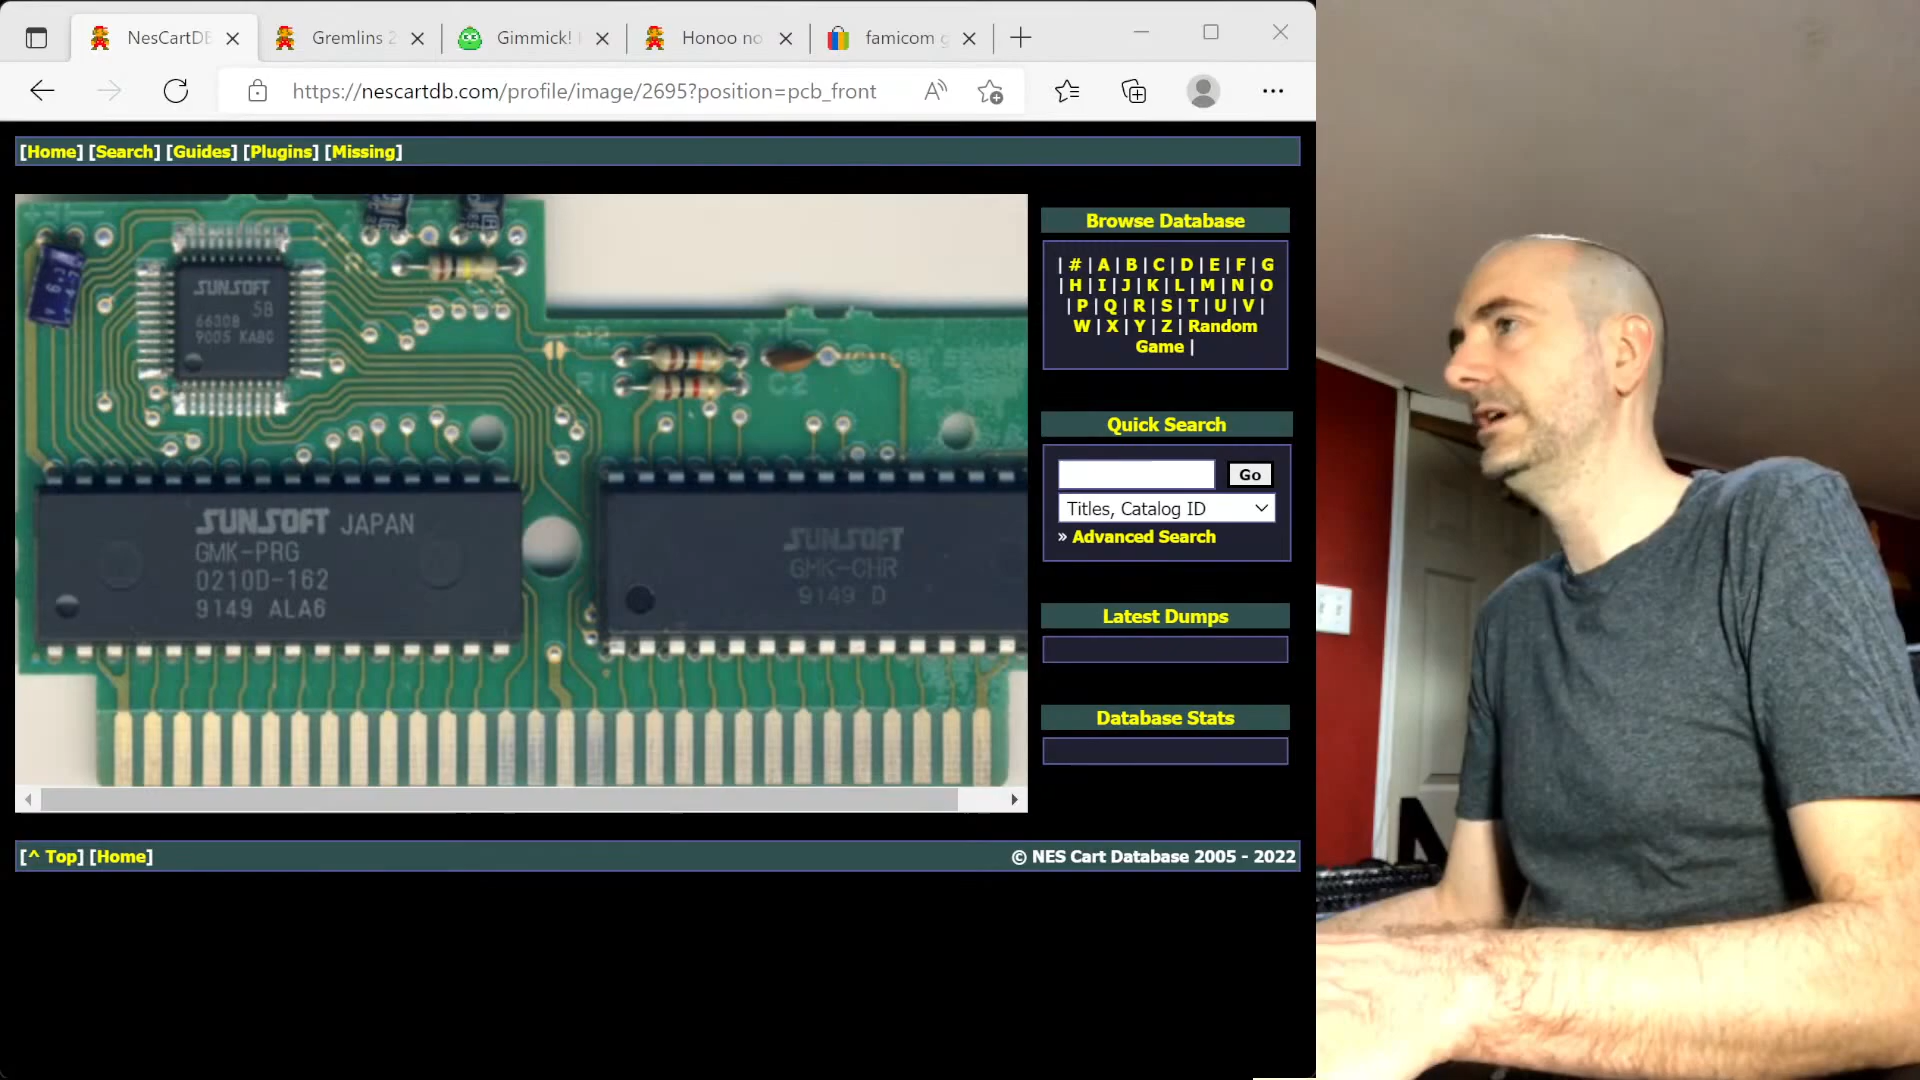 NesCartDB
Gremlins 2
Gimmick!
Honoo no
famicom g
https://nescartdb.com/profile/image/2695?position=pcb_front
[Home] [Search] [Guides] [Plugins] [Missing]
SUNSOFT
5B
6630B
9005 KABG
R2
R1
C2
SUNSOFT JAPAN
GMK-PRG
0210D-162
9149 ALA6
SUNSOFT
GMK-CHR
9149 D
Browse Database
| # | A | B | C | D | E | F | G
| H | I | J | K | L | M | N | O
| P | Q | R | S | T | U | V |
W | X | Y | Z | Random
Game |
Quick Search
Go
Titles, Catalog ID
» Advanced Search
Latest Dumps
Database Stats
[^ Top] [Home]
© NES Cart Database 2005 - 2022